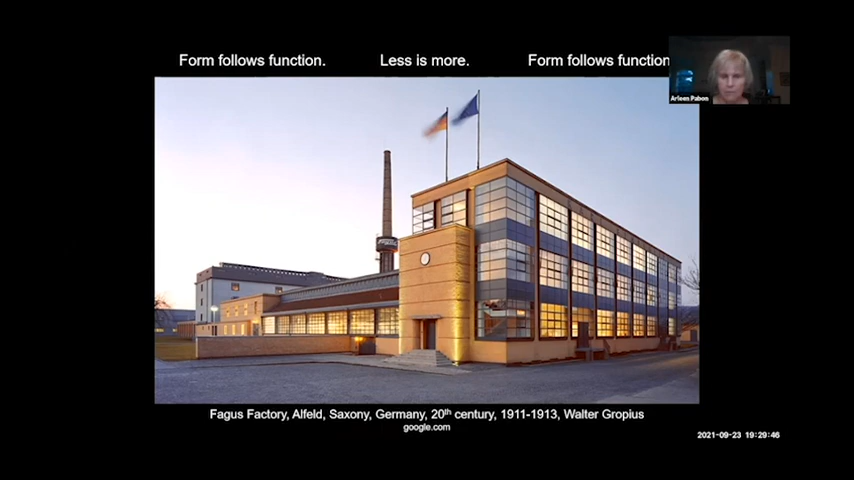 Form follows function. Less is more. Form follows function
Arleen Pabon
Fagus Factory, Alfeld, Saxony, Germany, 20th century, 1911-1913, Walter Gropius
google.com
2021-09-23 19:29:46